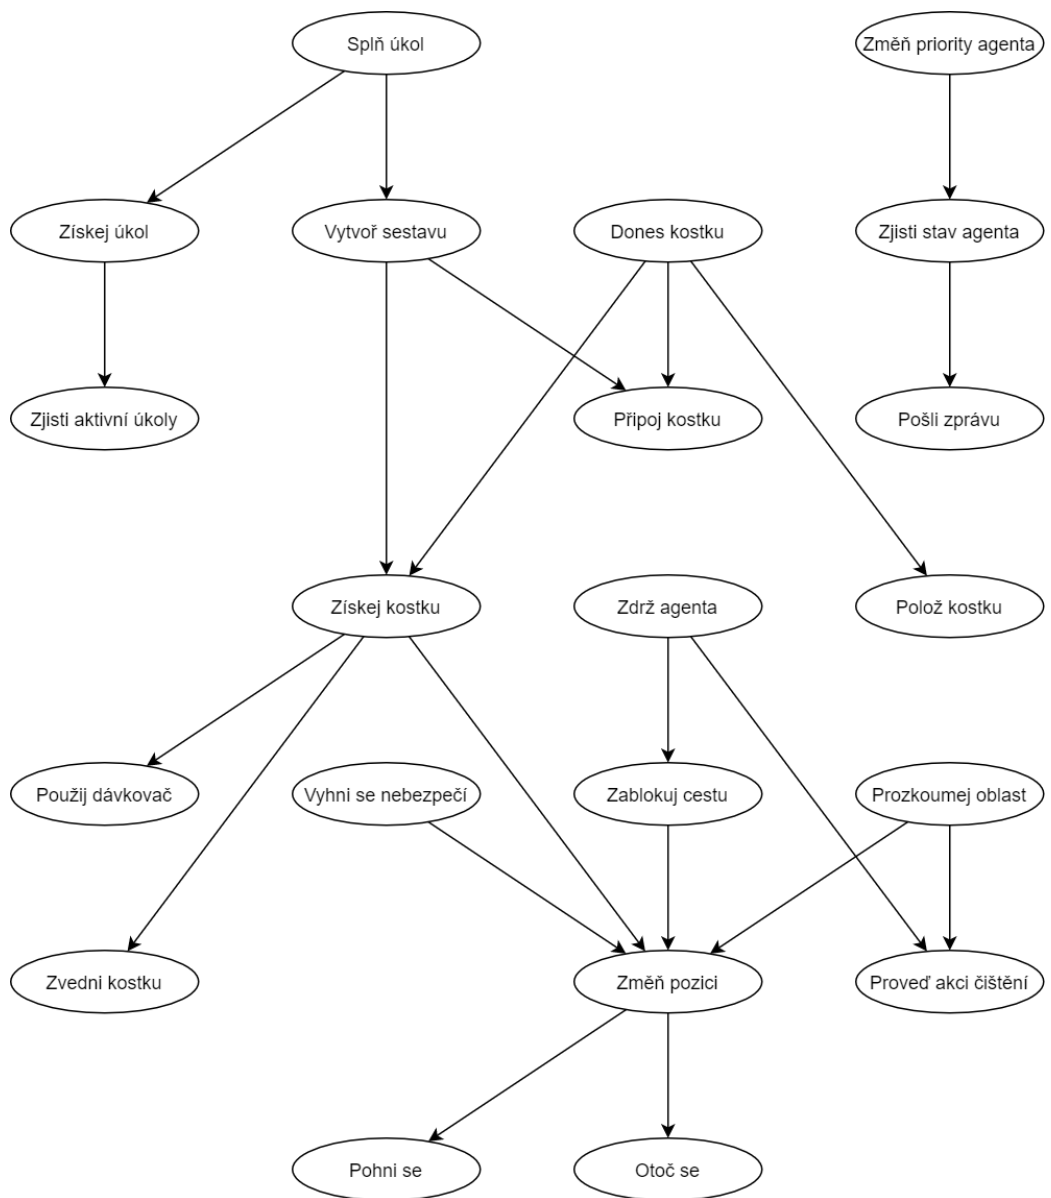 Splň úkol
Změň priority agenta
Získej úkol
Vytvoř sestavu
Dones kostku
Zjisti stav agenta
Zjisti aktivní úkoly
Připoj kostku
Pošli zprávu
Získej kostku
Zdrž agenta
Polož kostku
Použij dávkovač
Vyhni se nebezpečí
Zablokuj cestu
Prozkoumej oblast
Zvedni kostku
Změň pozici
Proveď akci čištění
Pohni se
Otoč se